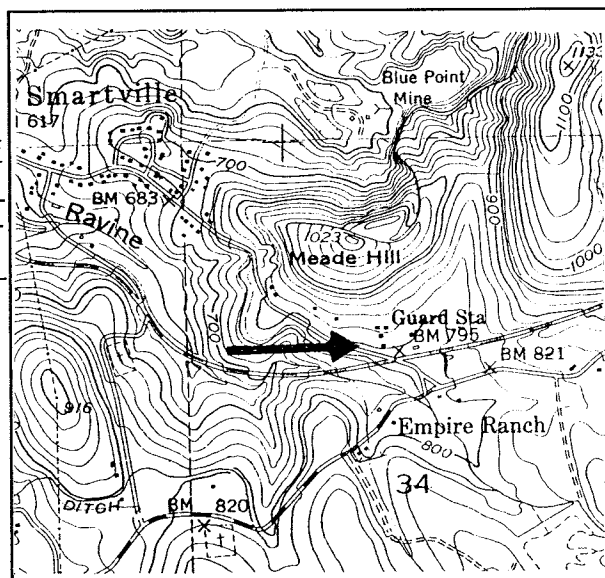 1133
Blue Point
Mine
1100
Smartville
617
700
BM 683
Ravine
900
1023
Meade Hill
1000
Guard Sta
BM 795
700
BM 821
916
Empire Ranch
800
34
DITCH
BM 820